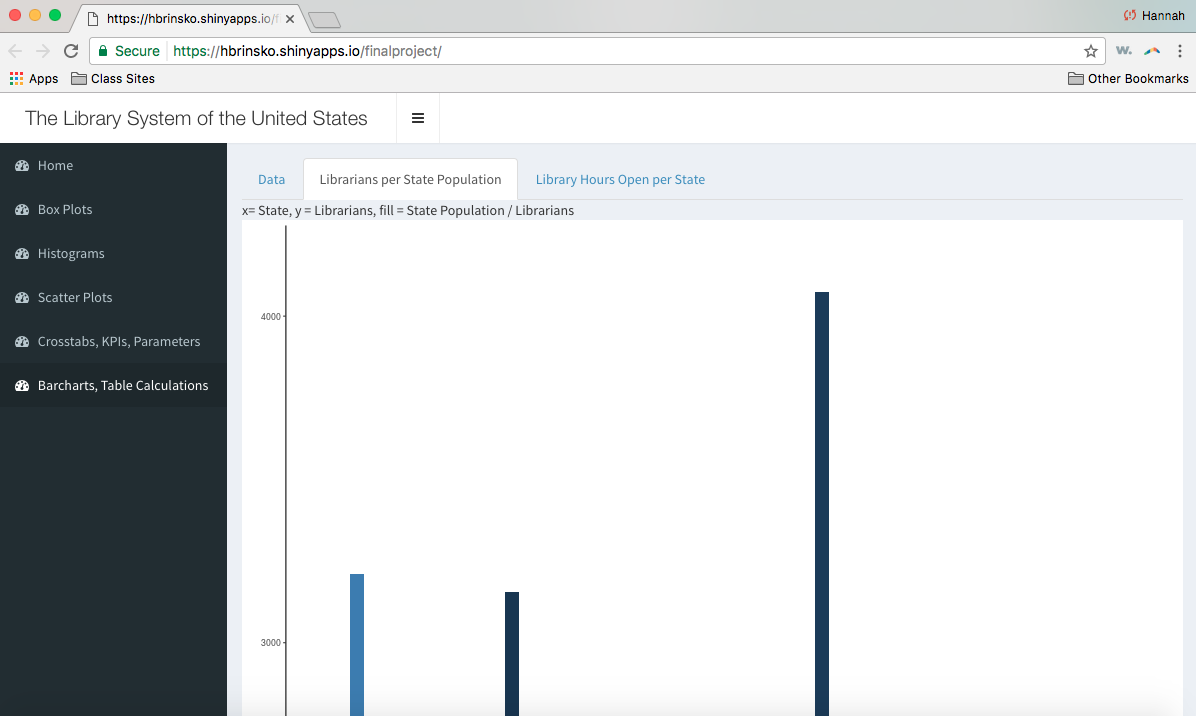 https://hbrinsko.shinyapps.io/f
Hannah
Secure https://hbrinsko.shinyapps.io/finalproject/
w.
Apps Class Sites Other Bookmarks
The Library System of the United States
Home
Box Plots
Histograms
Scatter Plots
Crosstabs, KPIs, Parameters
Barcharts, Table Calculations
Data Librarians per State Population Library Hours Open per State
x= State, y = Librarians, fill = State Population / Librarians
4000
3000